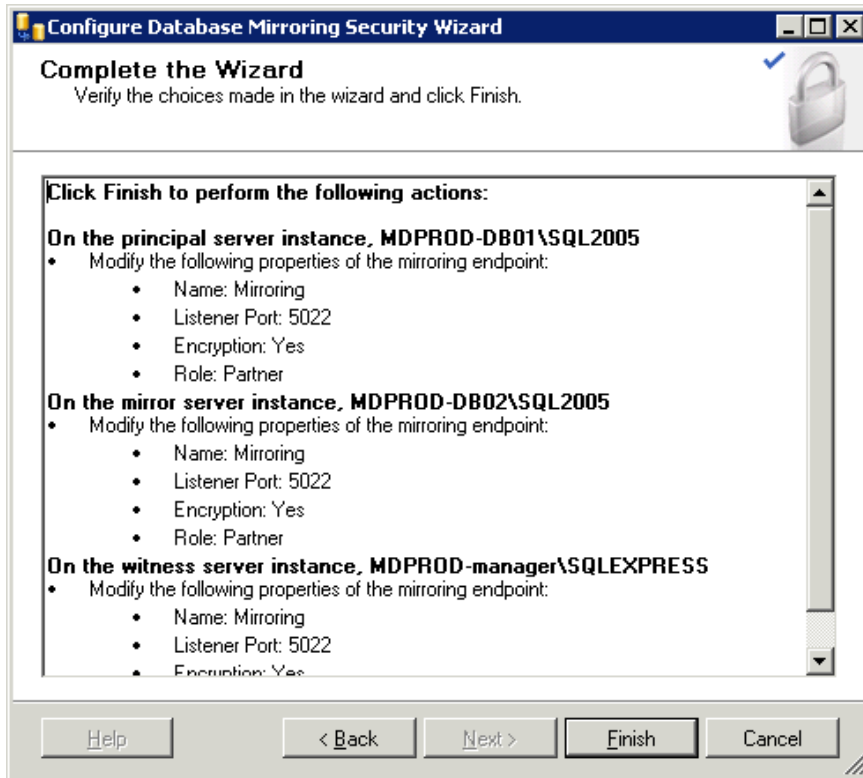 Configure Database Mirroring Security Wizard
Complete the Wizard
Verify the choices made in the wizard and click Finish.
Click Finish to perform the following actions:
On the principal server instance, MDPROD-DB01\SQL2005
• Modify the following properties of the mirroring endpoint:
• Name: Mirroring
• Listener Port: 5022
• Encryption: Yes
• Role: Partner
On the mirror server instance, MDPROD-DB02\SQL2005
• Modify the following properties of the mirroring endpoint:
• Name: Mirroring
• Listener Port: 5022
• Encryption: Yes
• Role: Partner
On the witness server instance, MDPROD-manager\SQLEXPRESS
• Modify the following properties of the mirroring endpoint:
• Name: Mirroring
• Listener Port: 5022
• Encryption: Yes
Help
< Back
Next >
Finish
Cancel